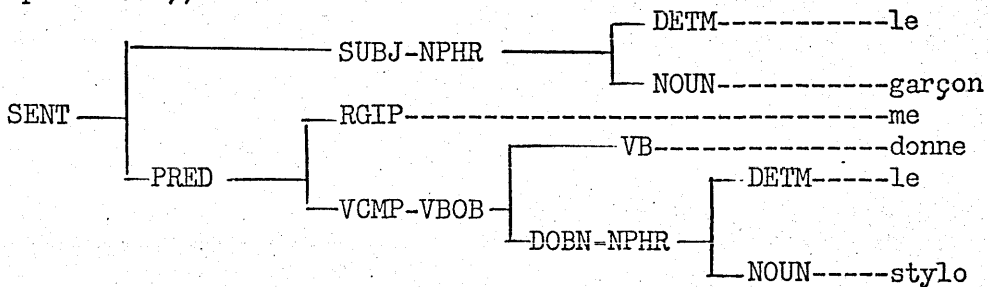 DETM-----------le
SUBJ-NPHR
NOUN-----------garçon
SENT
RGIP------------------------------me
VB---------------donne
PRED
DETM-----le
VCMP-VBOB
DOBN-NPHR
NOUN-----stylo